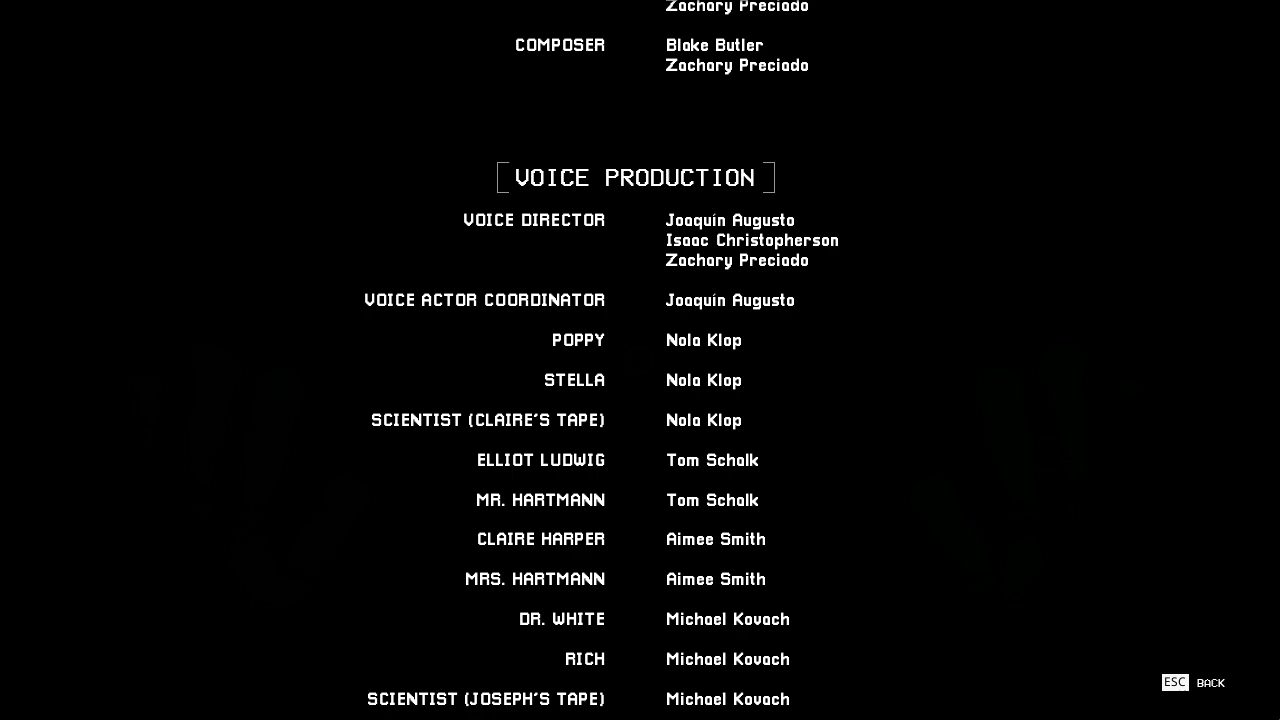 Zachary Preciado
COMPOSER Blake Butler
Zachary Preciado
VOICE PRODUCTION
VOICE DIRECTOR Joaquín Augusto
Isaac Christopherson
Zachary Preciado
VOICE ACTOR COORDINATOR Joaquín Augusto
POPPY Nola Klop
STELLA Nola Klop
SCIENTIST (CLAIRE'S TAPE) Nola Klop
ELLIOT LUDWIG Tom Schalk
MR. HARTMANN Tom Schalk
CLAIRE HARPER Aimee Smith
MRS. HARTMANN Aimee Smith
DR. WHITE Michael Kovach
RICH Michael Kovach
SCIENTIST (JOSEPH'S TAPE) Michael Kovach
ESC BACK